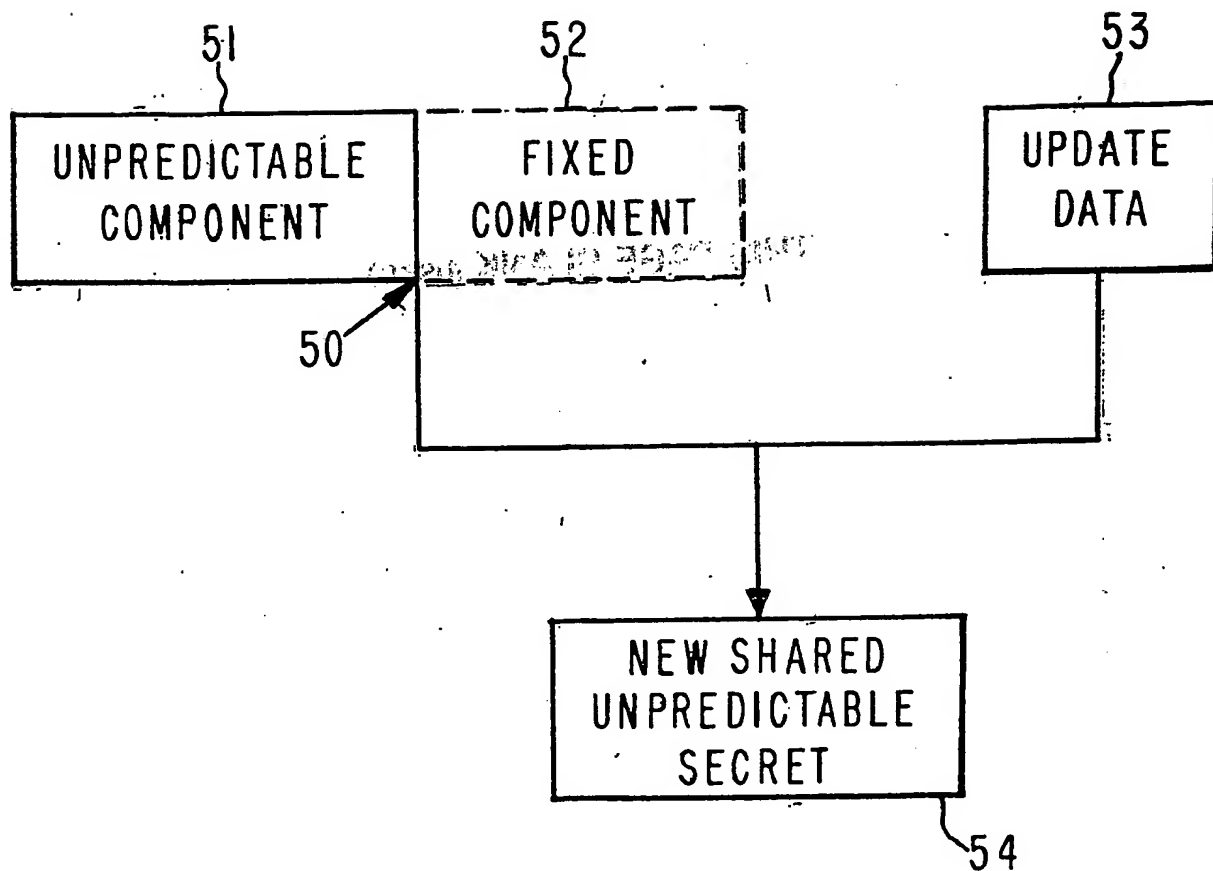 51
52
53
UNPREDICTABLE
COMPONENT
FIXED
COMPONENT
UPDATE
DATA
50
NEW SHARED
UNPREDICTABLE
SECRET
54